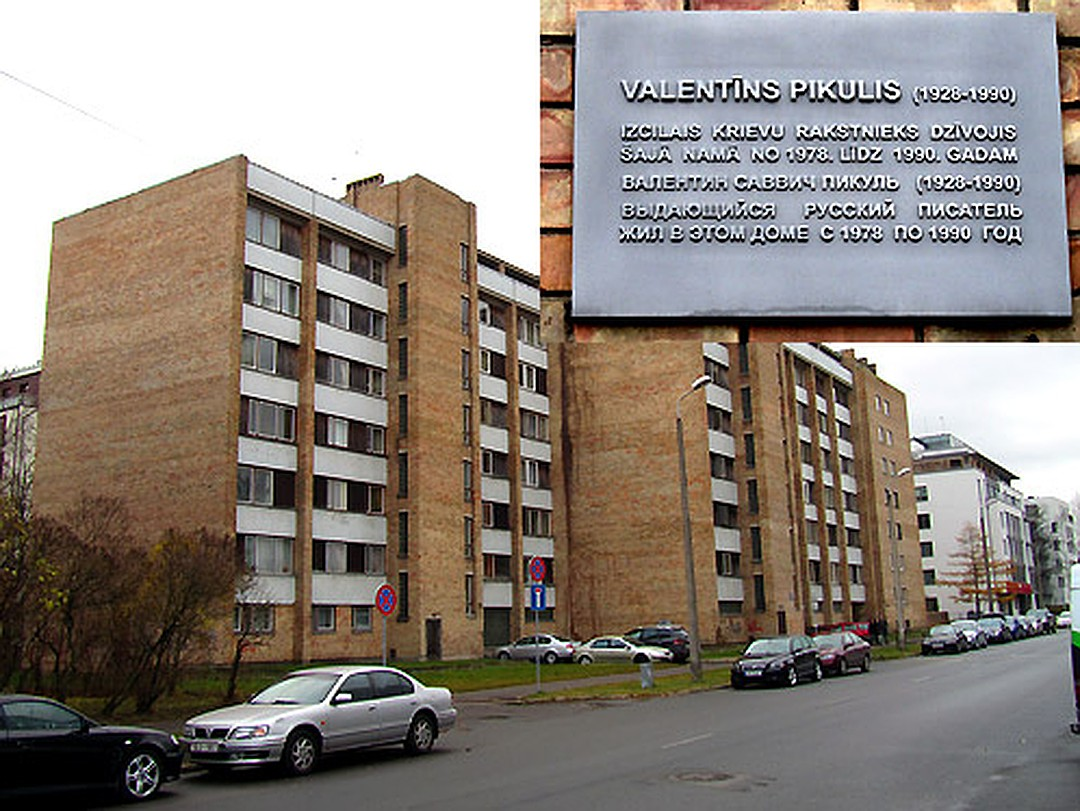 VALENTĪNS PIKULIS (1928-1990)
IZCILAIS KRIEVU RAKSTNIEKS DZĪVOJIS
ŠAJĀ NAMĀ NO 1978. LĪDZ 1990. GADAM
ВАЛЕНТИН САВВИЧ ПИКУЛЬ (1928-1990)
ВЫДАЮЩИЙСЯ РУССКИЙ ПИСАТЕЛЬ
ЖИЛ В ЭТОМ ДОМЕ С 1978 ПО 1990 ГОД